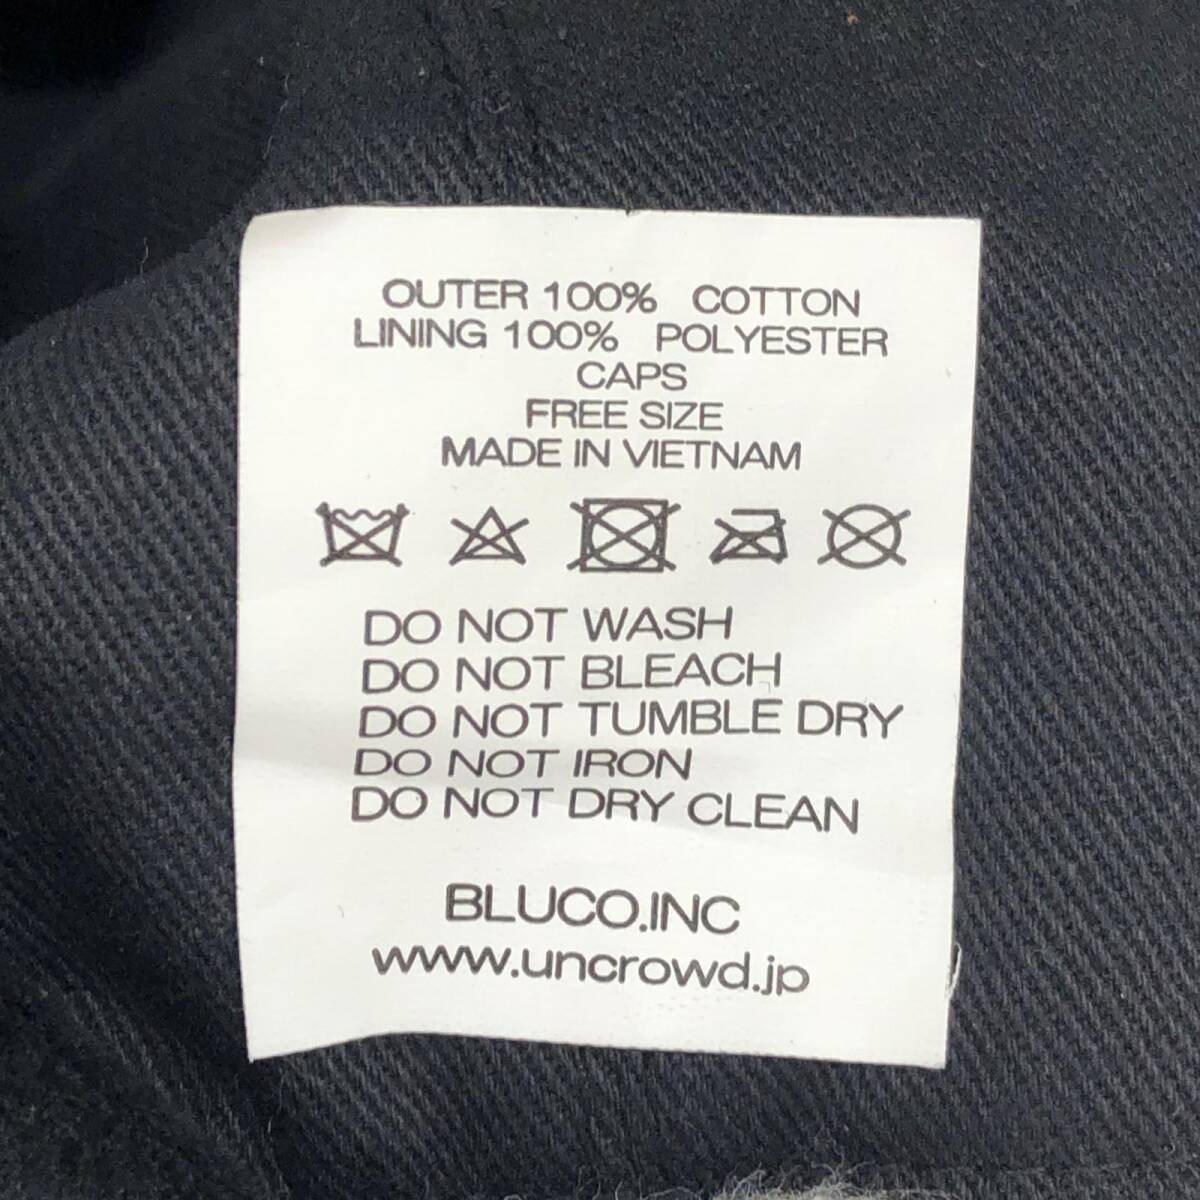 OUTER 100% COTTON
LINING 100% POLYESTER
CAPS
FREE SIZE
MADE IN VIETNAM
DO NOT WASH
DO NOT BLEACH
DO NOT TUMBLE DRY
DO NOT IRON
DO NOT DRY CLEAN
BLUCO.INC
www.uncrowd.jp